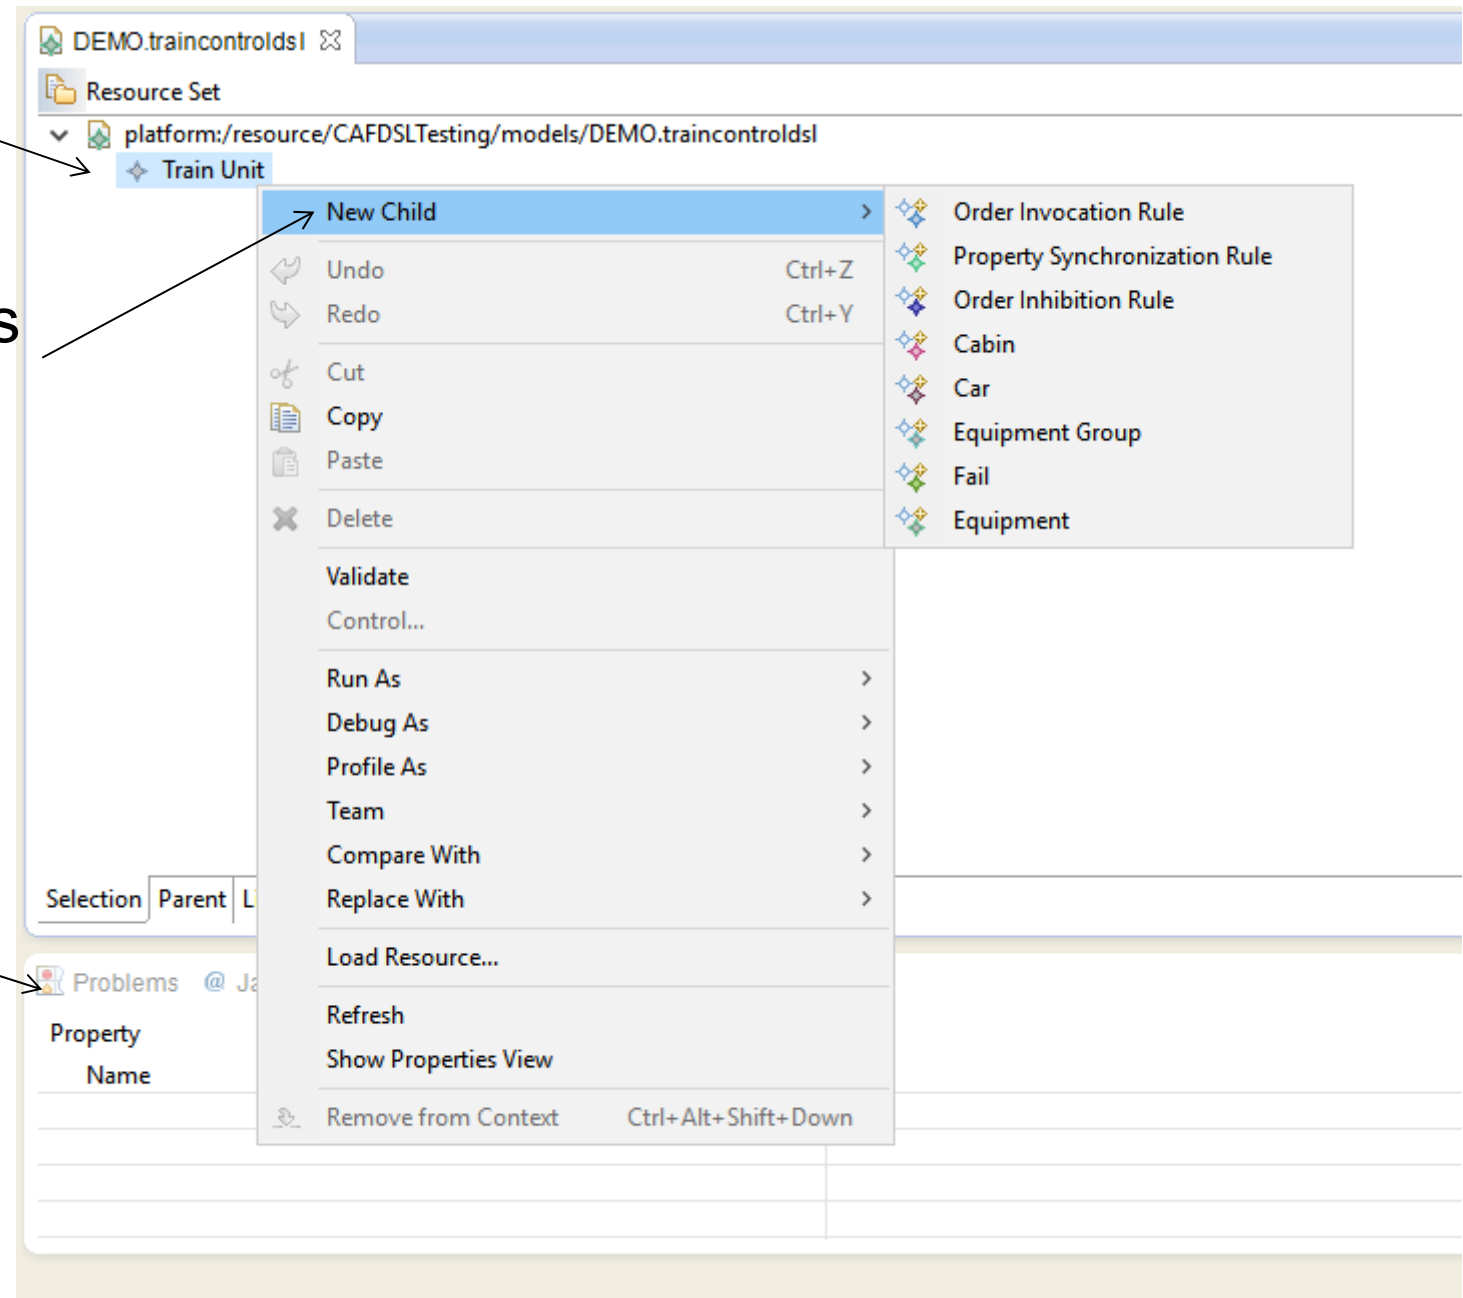 DEMO.traincontroldsl
Resource Set
platform:/resource/CAFDSLTesting/models/DEMO.traincontroldsl
Train Unit
New Child
Undo Ctrl+Z
Redo Ctrl+Y
Cut
Copy
Paste
Delete
Validate
Control...
Run As
Debug As
Profile As
Team
Compare With
Replace With
Load Resource...
Refresh
Show Properties View
Remove from Context Ctrl+Alt+Shift+Down
Order Invocation Rule
Property Synchronization Rule
Order Inhibition Rule
Cabin
Car
Equipment Group
Fail
Equipment
s
Selection Parent
Problems @
Property
Name